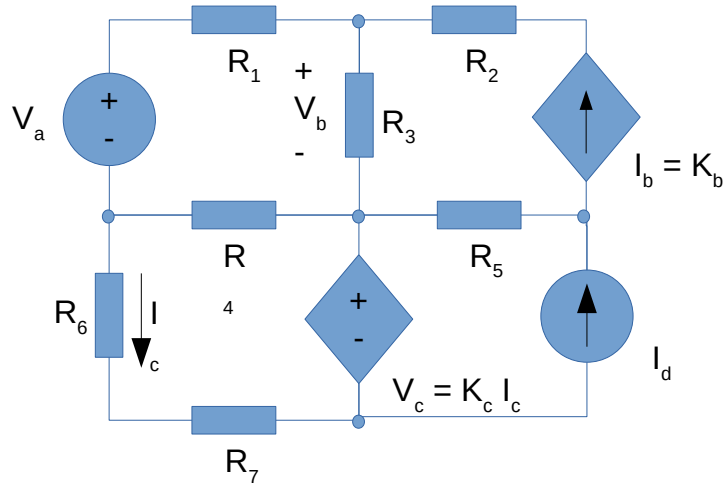 R1
R2
+
Vb
-
R3
+
-
Va
Ib = Kb
R
4
R5
R6
I
c
+
-
Vc = Kc Ic
Id
R7